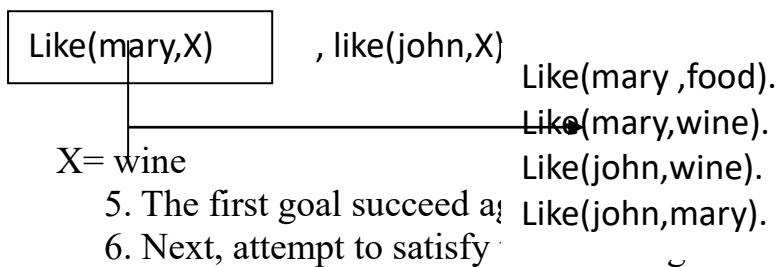 Like(mary,X) , like(john,X)
Like(mary ,food).
Like(mary,wine).
X= wine
Like(john,wine).
5. The first goal succeed
Like(john,mary).
6. Next, attempt to satisfy